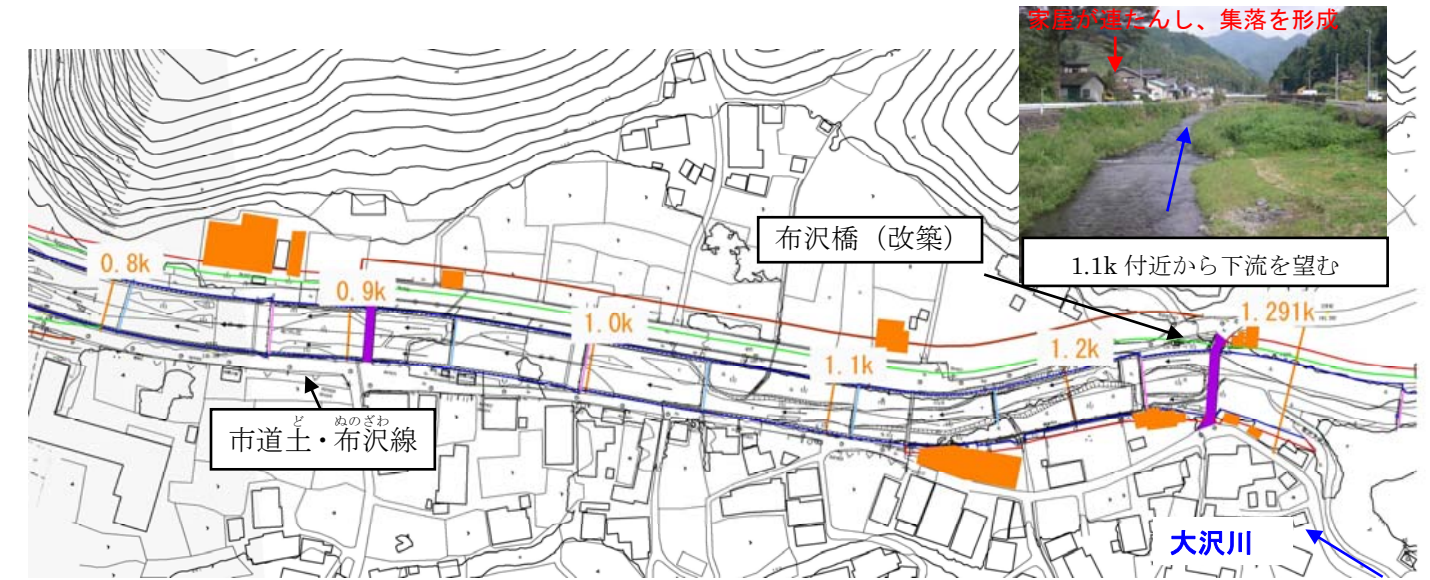 家屋が連たんし、集落を形成
1.1k 付近から下流を望む
布沢橋（改築）
0.8k
0.9k
1.0k
1.1k
1.2k
1.291k
ど ぬのざわ
市道土・布沢線
大沢川